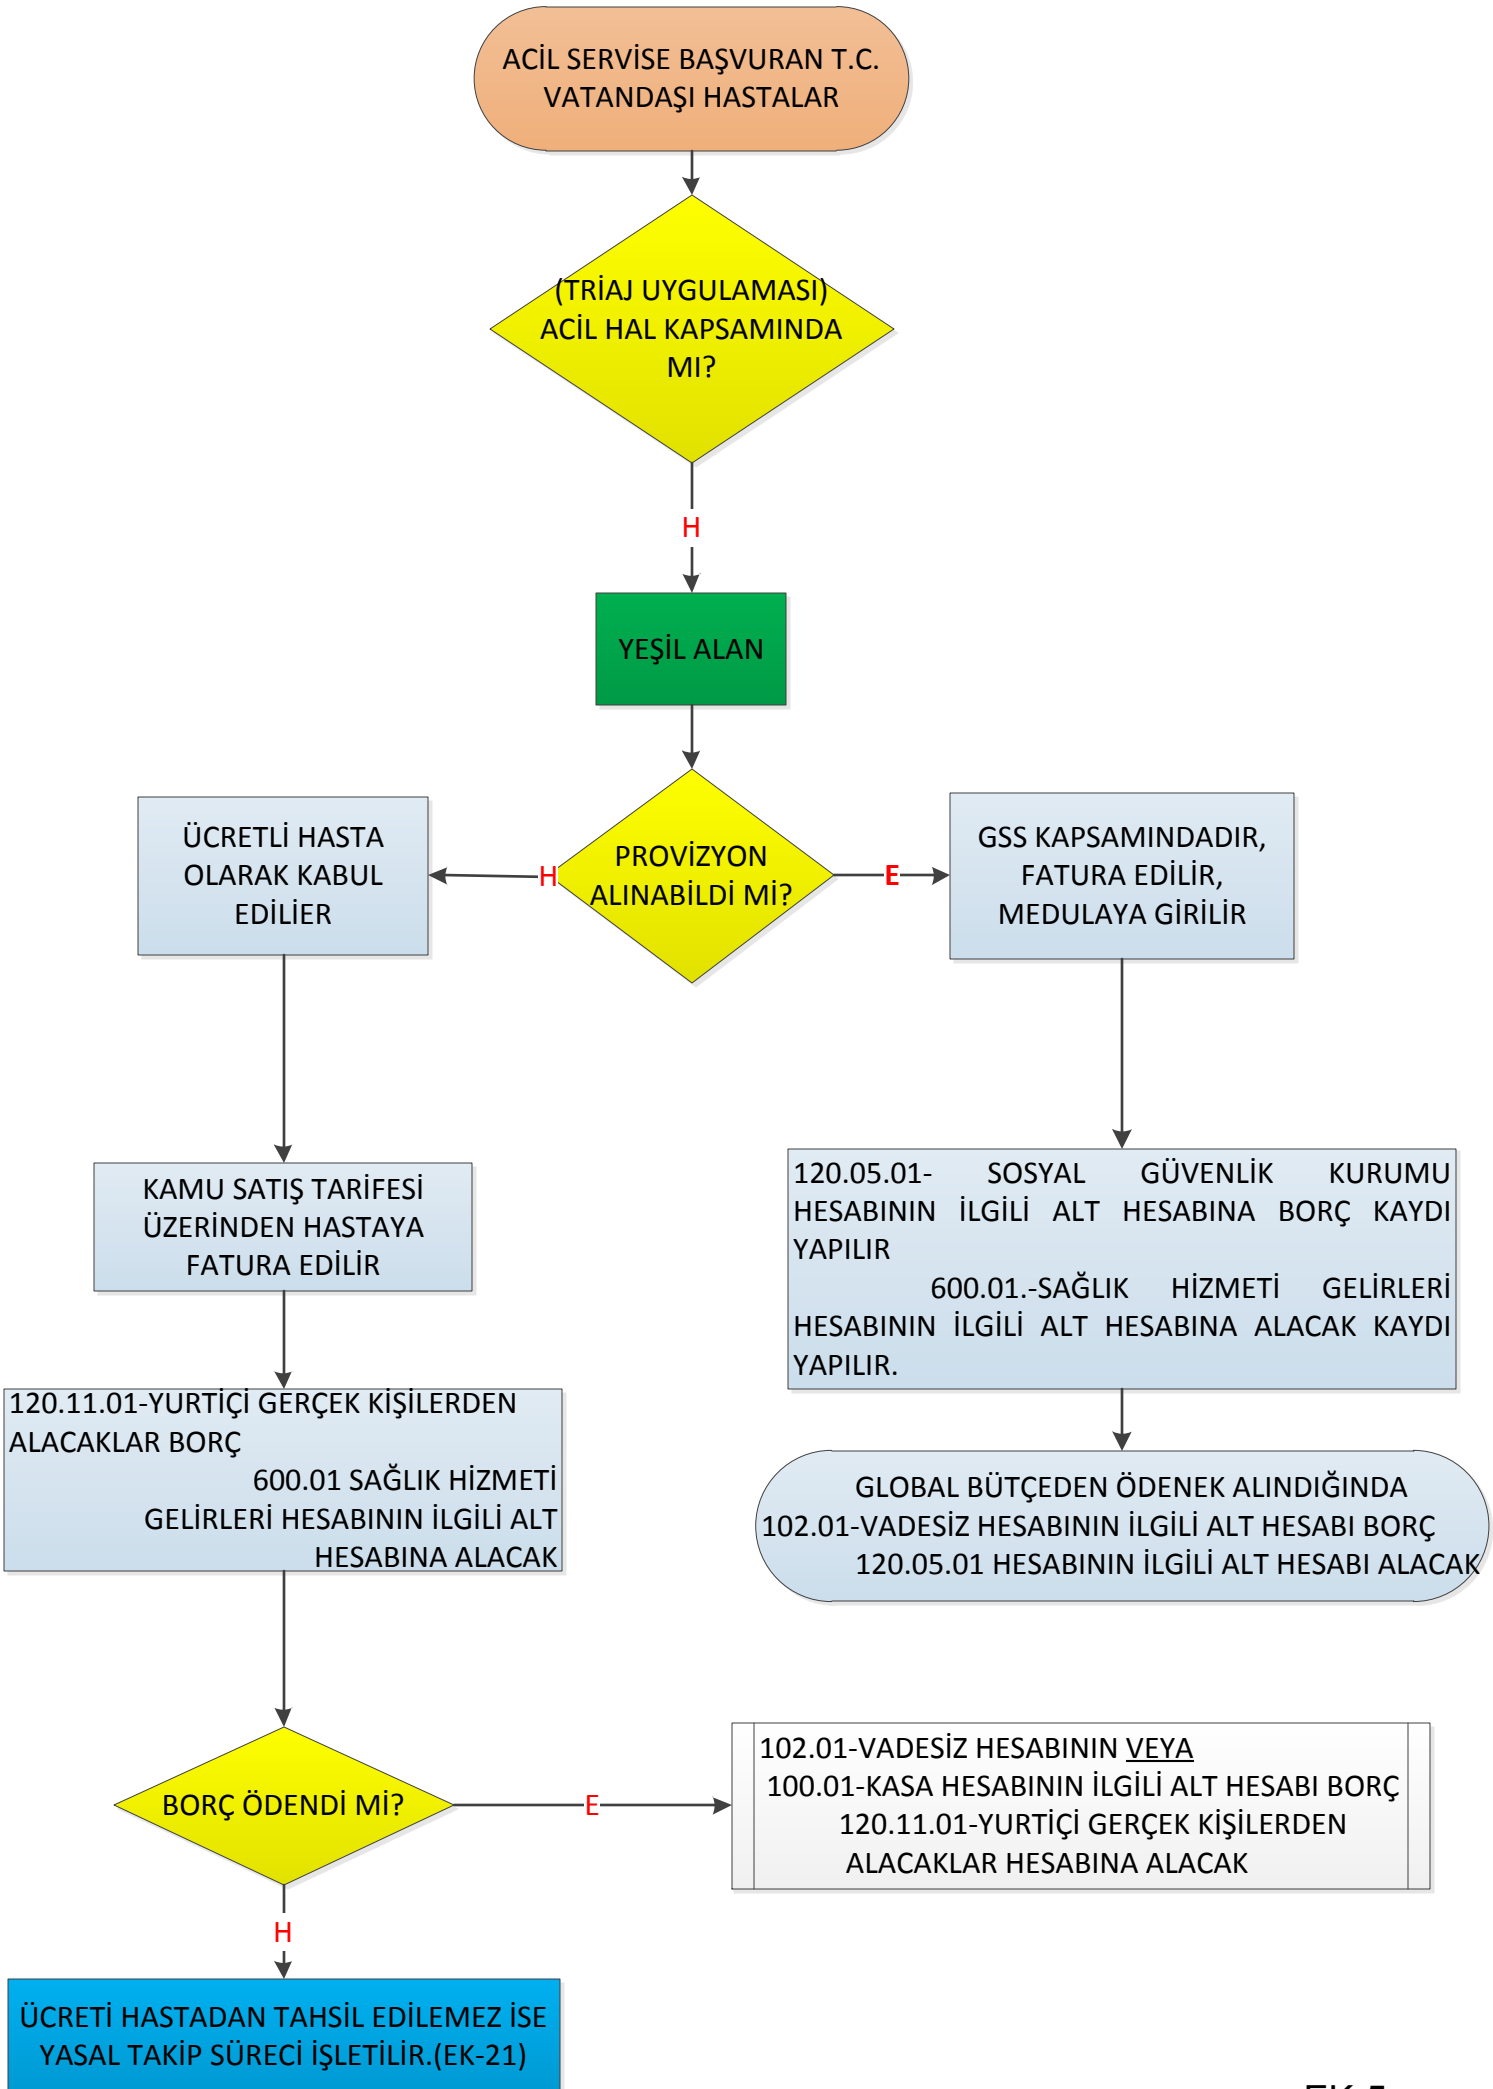 ACİL SERVİSE BAŞVURAN T.C.
VATANDAŞI HASTALAR
(TRİAJ UYGULAMASI)
ACİL HAL KAPSAMINDA
MI?
H
YEŞİL ALAN
PROVİZYON
ALINABİLDİ Mİ?
H
E
ÜCRETLİ HASTA
OLARAK KABUL
EDİLİER
GSS KAPSAMINDADIR,
FATURA EDİLİR,
MEDULAYA GİRİLİR
KAMU SATIŞ TARİFESİ
ÜZERİNDEN HASTAYA
FATURA EDİLİR
120.05.01- SOSYAL GÜVENLİK KURUMU
HESABININ İLGİLİ ALT HESABINA BORÇ KAYDI
YAPILIR
600.01.-SAĞLIK HİZMETİ GELİRLERİ
HESABININ İLGİLİ ALT HESABINA ALACAK KAYDI
YAPILIR.
120.11.01-YURTİÇİ GERÇEK KİŞİLERDEN
ALACAKLAR BORÇ
600.01 SAĞLIK HİZMETİ
GELİRLERİ HESABININ İLGİLİ ALT
HESABINA ALACAK
GLOBAL BÜTÇEDEN ÖDENEK ALINDIĞINDA
102.01-VADESİZ HESABININ İLGİLİ ALT HESABI BORÇ
120.05.01 HESABININ İLGİLİ ALT HESABI ALACAK
BORÇ ÖDENDİ Mİ?
E
102.01-VADESİZ HESABININ VEYA
100.01-KASA HESABININ İLGİLİ ALT HESABI BORÇ
120.11.01-YURTİÇİ GERÇEK KİŞİLERDEN
ALACAKLAR HESABINA ALACAK
H
ÜCRETİ HASTADAN TAHSİL EDİLEMEZ İSE
YASAL TAKİP SÜRECİ İŞLETİLİR.(EK-21)